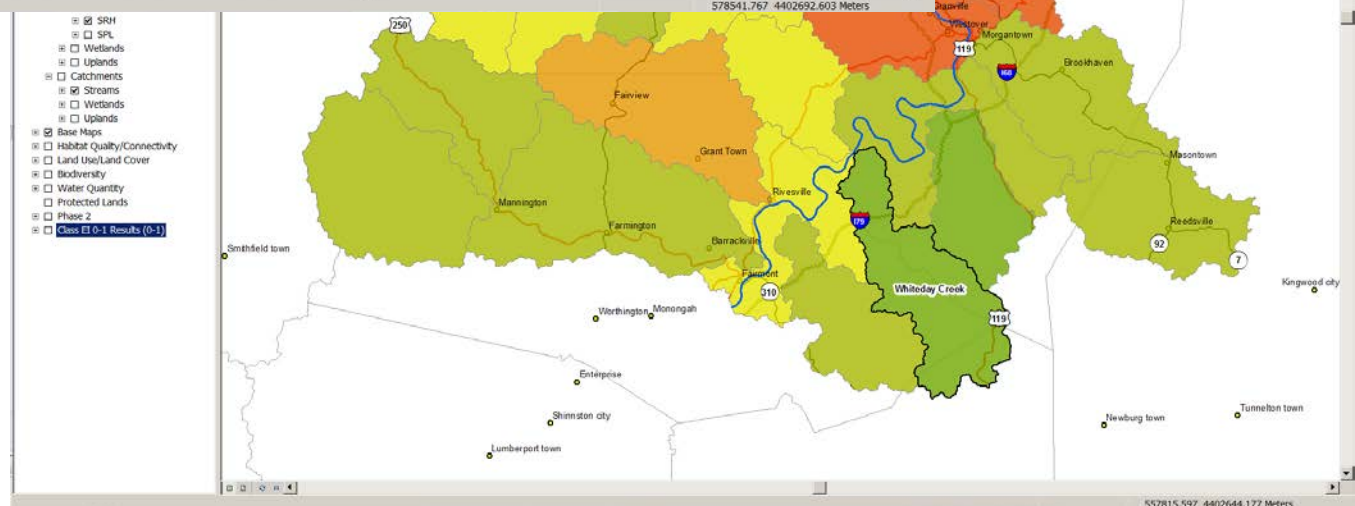 578541.767 4402692.603 Meters
SRH
SPL
Wetlands
Uplands
Catchments
Streams
Wetlands
Uplands
Base Maps
Habitat Quality/Connectivity
Land Use/Land Cover
Biodiversity
Water Quantity
Protected Lands
Phase 2
Class EI 0-1 Results (0-1)
Granville
Westover
250
119
Morgantown
I68
Brookhaven
Fairview
Grant Town
Masontown
Rivesville
Mannington
I79
Reedsville
Farmington
Barrackville
92
Smithfield town
7
Fairmont
Kingwood city
310
Whiteday Creek
Worthington
Monongah
119
Enterprise
Shinnston city
Newburg town
Tunnelton town
Lumberport town
557815.597 4402644.177 Meters